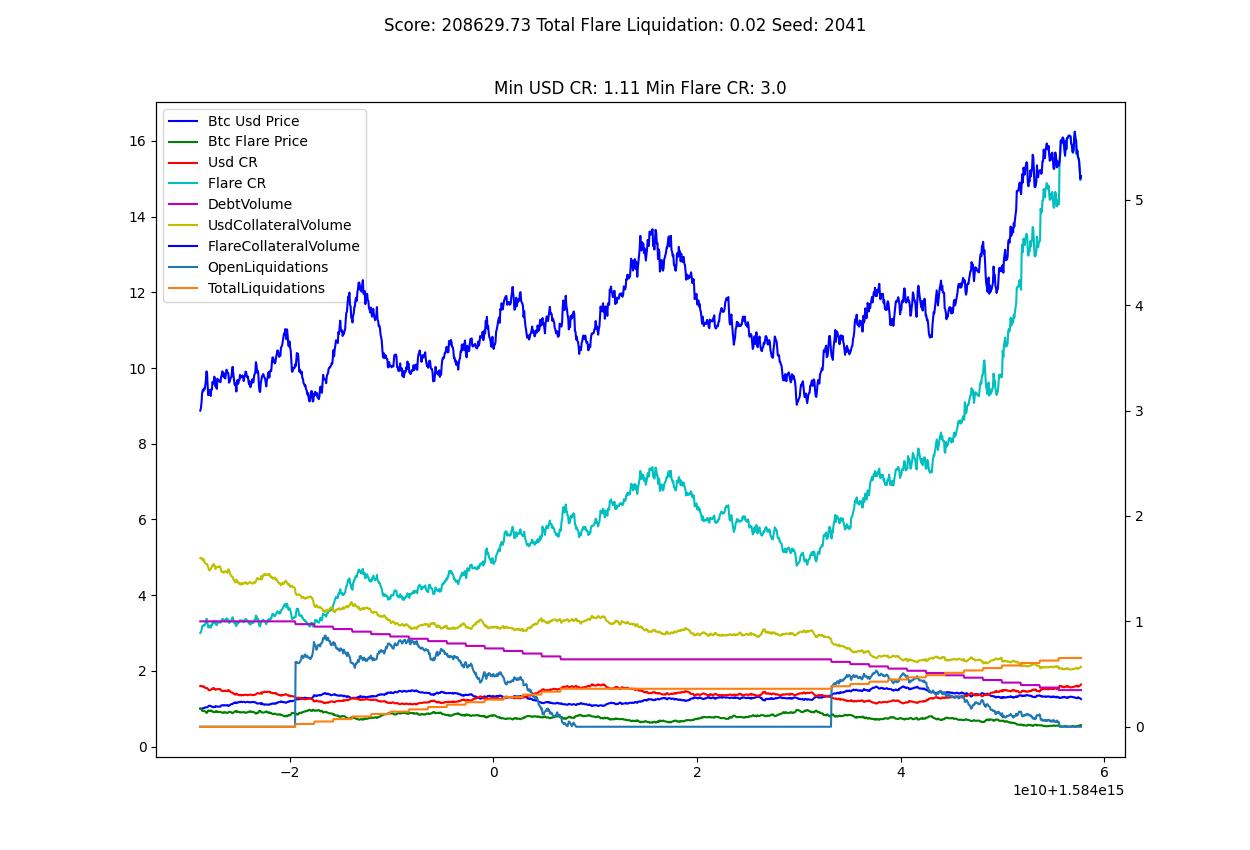 Score: 208629.73 Total Flare Liquidation: 0.02 Seed: 2041
Min USD CR: 1.11 Min Flare CR: 3.0
Btc Usd Price
Btc Flare Price
Usd CR
Flare CR
DebtVolume
UsdCollateralVolume
FlareCollateralVolume
OpenLiquidations
TotalLiquidations
16
14
12
10
8
6
4
2
0
5
4
3
2
1
0
−2 0 2 4 6
1e10+1.584e15